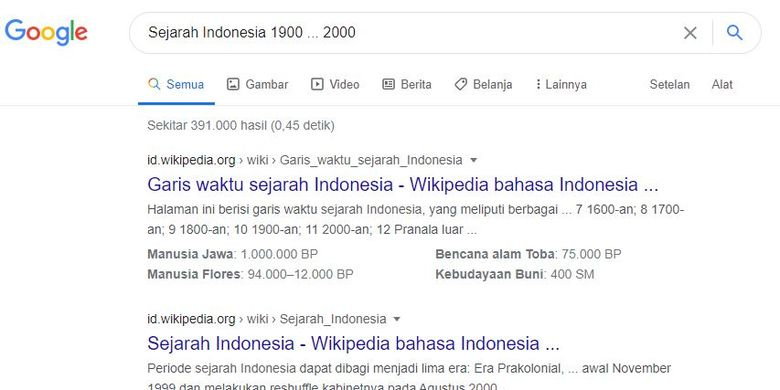 Google
Sejarah Indonesia 1900 ... 2000
Semua Gambar Video Berita Belanja Lainnya Setelan Alat
Sekitar 391.000 hasil (0,45 detik)
id.wikipedia.org › wiki › Garis_waktu_sejarah_Indonesia
Garis waktu sejarah Indonesia - Wikipedia bahasa Indonesia ...
Halaman ini berisi garis waktu sejarah Indonesia, yang meliputi berbagai ... 7 1600-an; 8 1700-
an; 9 1800-an; 10 1900-an; 11 2000-an; 12 Pranala luar ...
Manusia Jawa: 1.000.000 BP Bencana alam Toba: 75.000 BP
Manusia Flores: 94.000–12.000 BP Kebudayaan Buni: 400 SM
id.wikipedia.org › wiki › Sejarah_Indonesia
Sejarah Indonesia - Wikipedia bahasa Indonesia ...
Periode sejarah Indonesia dapat dibagi menjadi lima era: Era Prakolonial, ... awal November
1999 dan melakukan reshuffle kabinetnya pada Agustus 2000